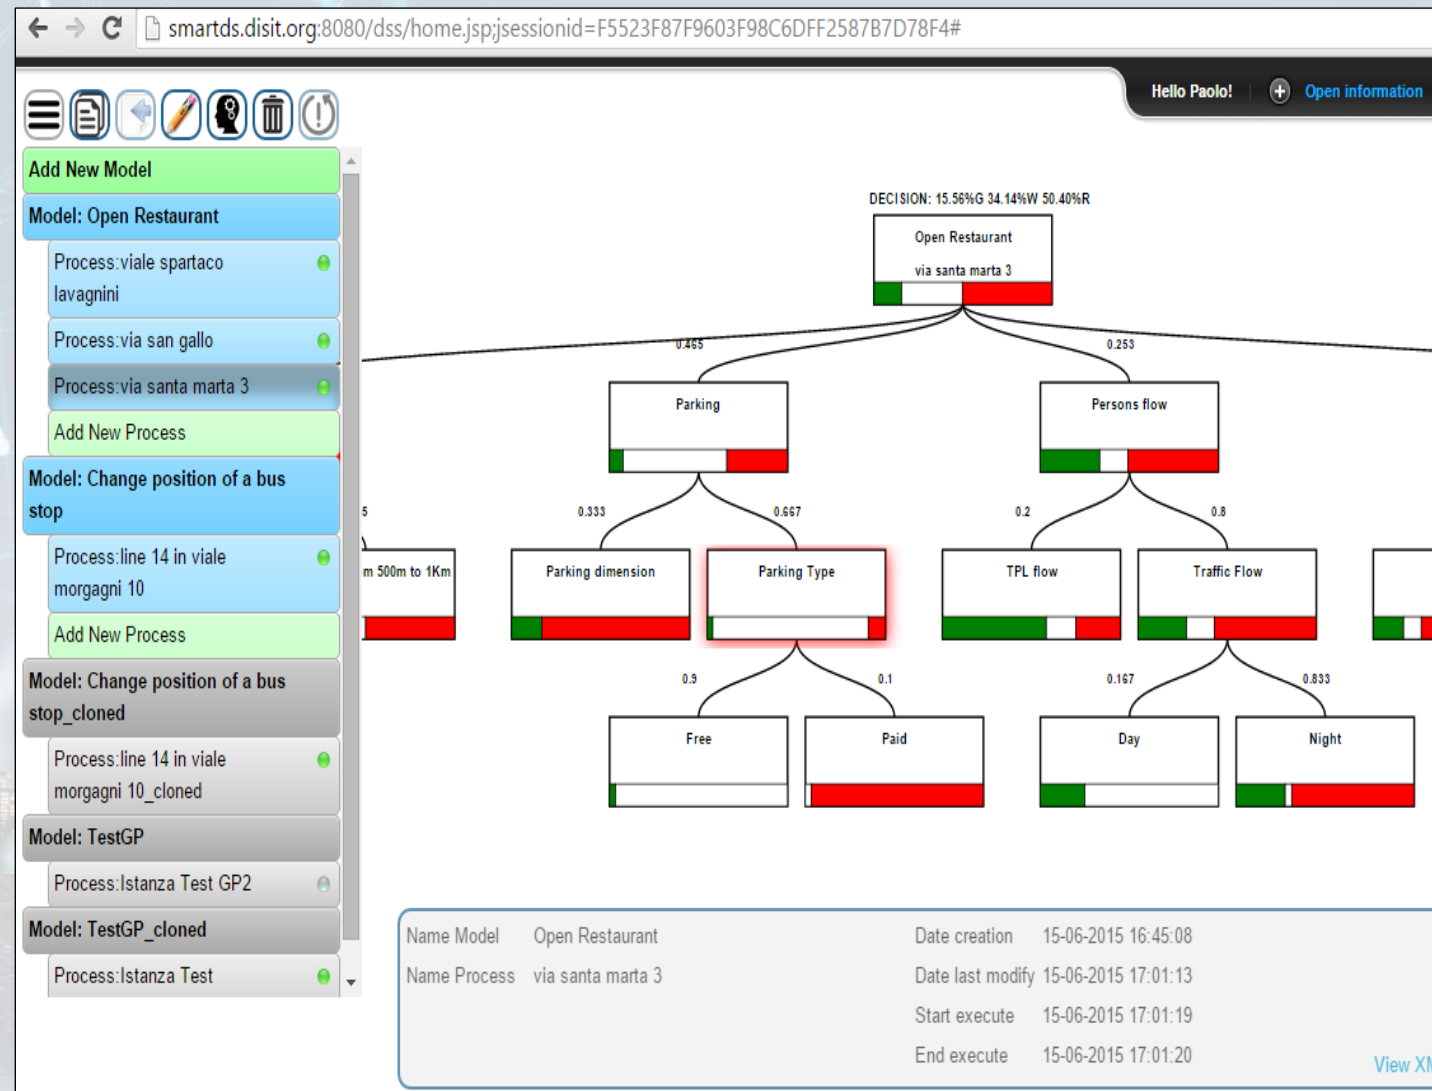 smartds.disit.org:8080/dss/home.jsp;jsessionid=F5523F87F9603F98C6DFF2587B7D78F4#
Hello Paolo!
Open information
Add New Model
Model: Open Restaurant
Process:viale spartaco
lavagnini
Process:via san gallo
Process:via santa marta 3
Add New Process
Model: Change position of a bus
stop
Process:line 14 in viale
morgagni 10
Add New Process
Model: Change position of a bus
stop_cloned
Process:line 14 in viale
morgagni 10_cloned
Model: TestGP
Process:Istanza Test GP2
Model: TestGP_cloned
Process:Istanza Test
DECISION: 15.56%G 34.14%W 50.40%R
Open Restaurant
via santa marta 3
0.465
0.253
Parking
Persons flow
5
0.333
0.667
0.2
0.8
m 500m to 1Km
Parking dimension
Parking Type
TPL flow
Traffic Flow
0.9
0.1
0.167
0.833
Free
Paid
Day
Night
Name Model Open Restaurant
Date creation 15-06-2015 16:45:08
Name Process via santa marta 3
Date last modify 15-06-2015 17:01:13
Start execute 15-06-2015 17:01:19
End execute 15-06-2015 17:01:20
View XM